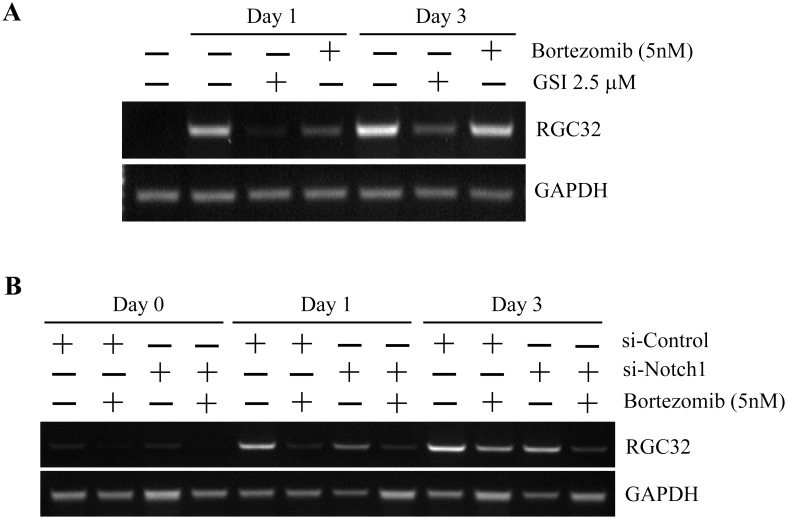 A
Day 1 Day 3
− − − + − − + Bortezomib (5nM)
− − + − − + − GSI 2.5 μM
RGC32
GAPDH
B
Day 0 Day 1 Day 3
+ + − − + + − − + + − − si-Control
− − + + − − + + − − + + si-Notch1
− + − + − + − + − + − + Bortezomib (5nM)
RGC32
GAPDH